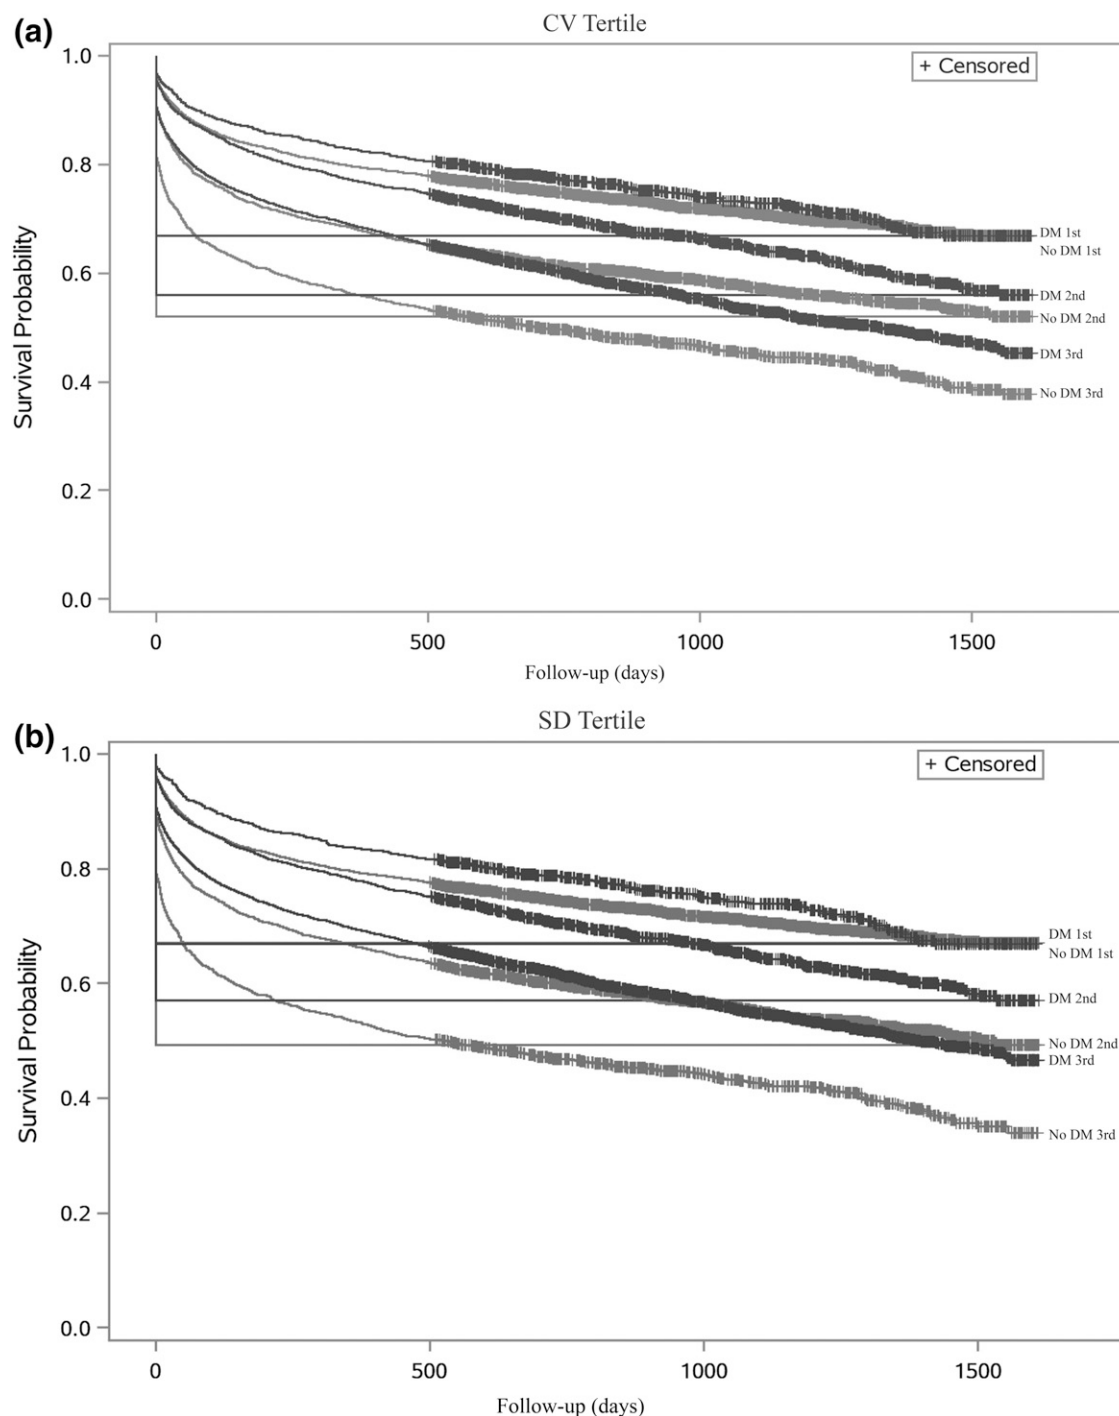 (a)
CV Tertile
+ Censored
1.0
0.8
0.6
0.4
0.2
0.0
Survival Probability
DM 1st
No DM 1st
DM 2nd
No DM 2nd
DM 3rd
No DM 3rd
0 500 1000 1500
Follow-up (days)
(b)
SD Tertile
+ Censored
1.0
0.8
0.6
0.4
0.2
0.0
Survival Probability
DM 1st
No DM 1st
DM 2nd
No DM 2nd
DM 3rd
No DM 3rd
0 500 1000 1500
Follow-up (days)